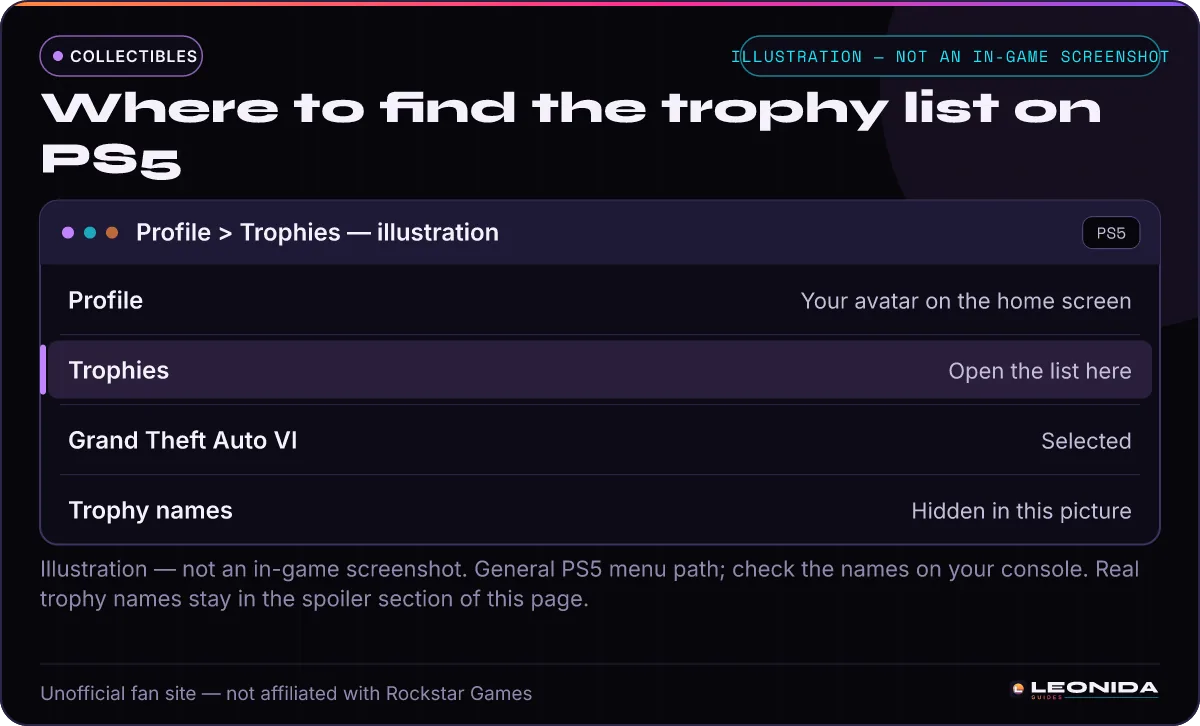 COLLECTIBLES
ILLUSTRATION — NOT AN IN-GAME SCREENSHOT
Where to find the trophy list on
PS5
Profile > Trophies — illustration
PS5
Profile
Your avatar on the home screen
Trophies
Open the list here
Grand Theft Auto VI
Selected
Trophy names
Hidden in this picture
Illustration — not an in-game screenshot. General PS5 menu path; check the names on your console. Real
trophy names stay in the spoiler section of this page.
Unofficial fan site — not affiliated with Rockstar Games
LEONIDA
GUIDES